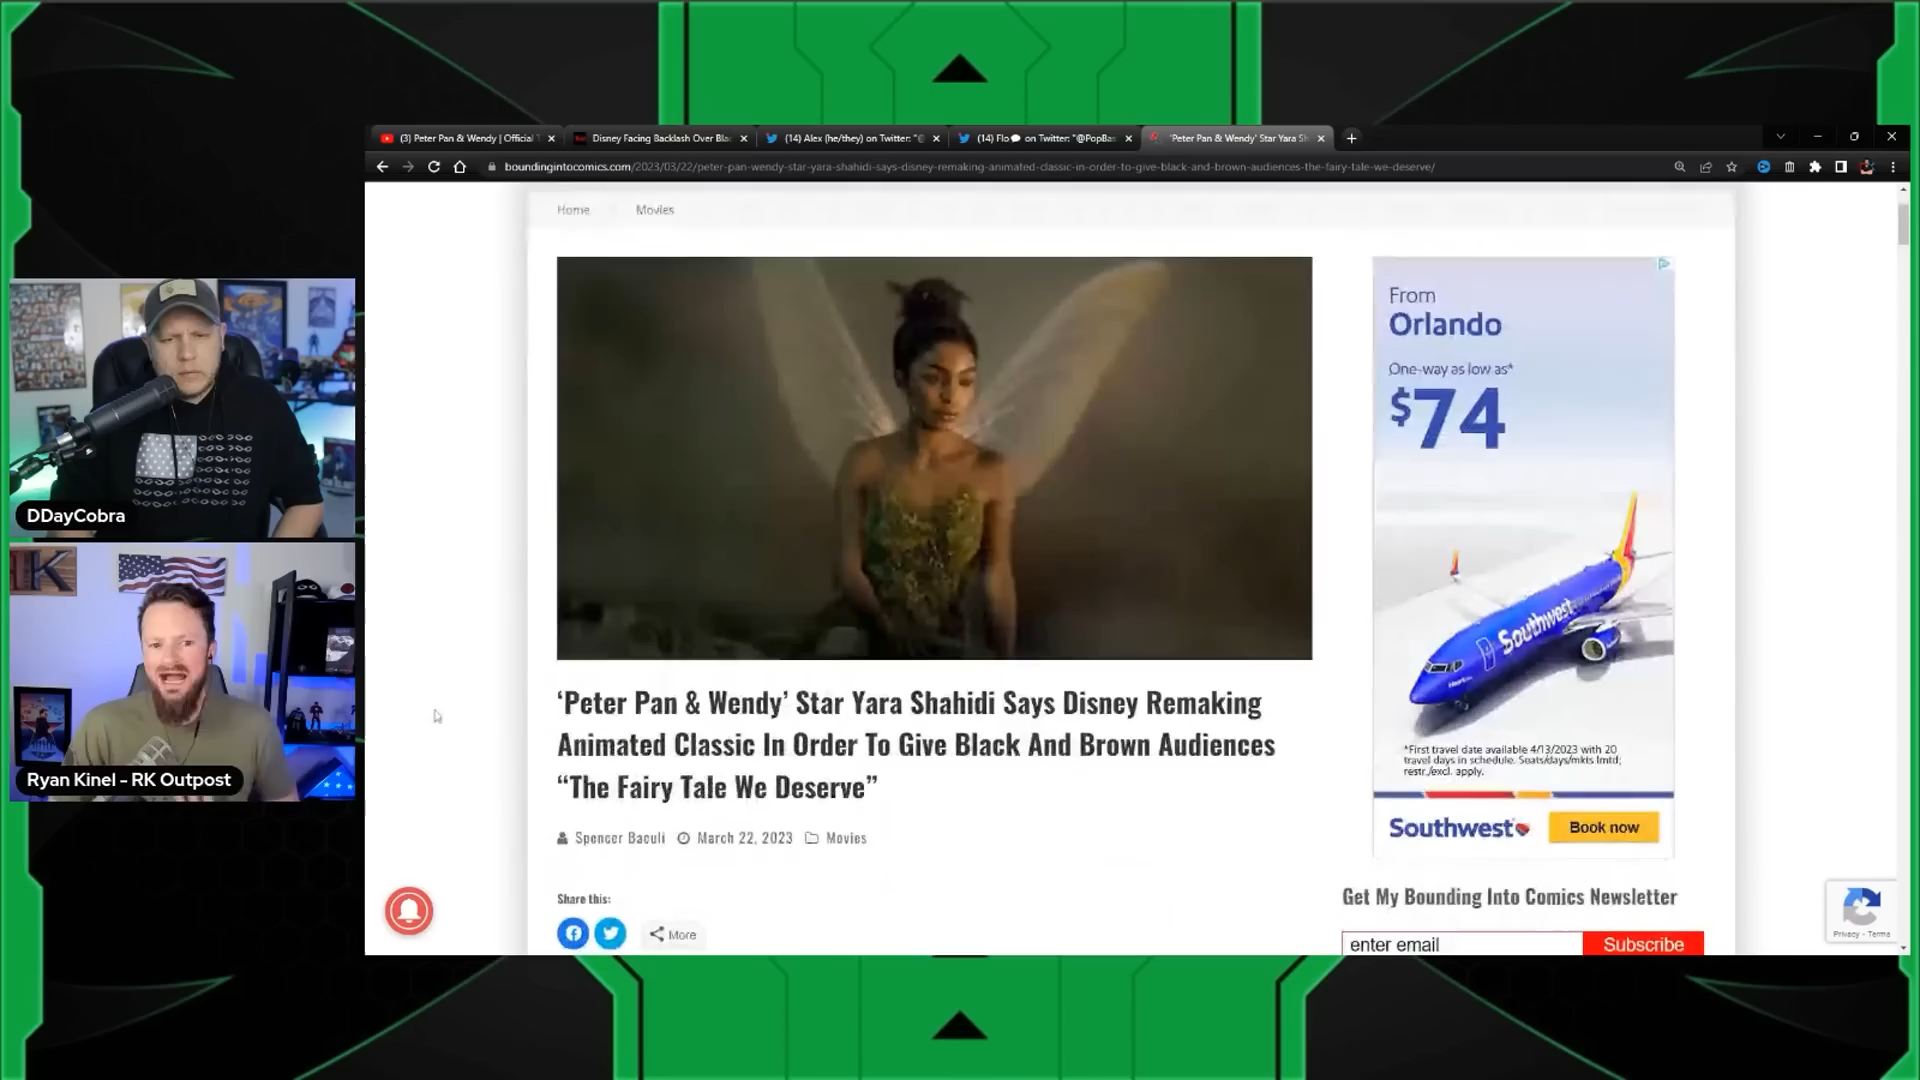 (3) Peter Pan & Wendy | Official T
Disney Facing Backlash Over Bla
(14) Alex (he/they) on Twitter: "@
(14) Flo💬 on Twitter: "@PopBas
'Peter Pan & Wendy' Star Yara Sh
boundingintocomics.com/2023/03/22/peter-pan-wendy-star-yara-shahidi-says-disney-remaking-animated-classic-in-order-to-give-black-and-brown-audiences-the-fairy-tale-we-deserve/
Home
Movies
From
Orlando
One-way as low as*
$74
Southwest
*First travel date available 4/13/2023 with 20
travel days in schedule. Seats/days/mkts lmtd;
restr./excl. apply.
Southwest
Book now
DDayCobra
K
Ryan Kinel - RK Outpost
‘Peter Pan & Wendy’ Star Yara Shahidi Says Disney Remaking
Animated Classic In Order To Give Black And Brown Audiences
“The Fairy Tale We Deserve”
Spencer Baculi
March 22, 2023
Movies
Share this:
More
Get My Bounding Into Comics Newsletter
enter email
Subscribe
Privacy - Terms